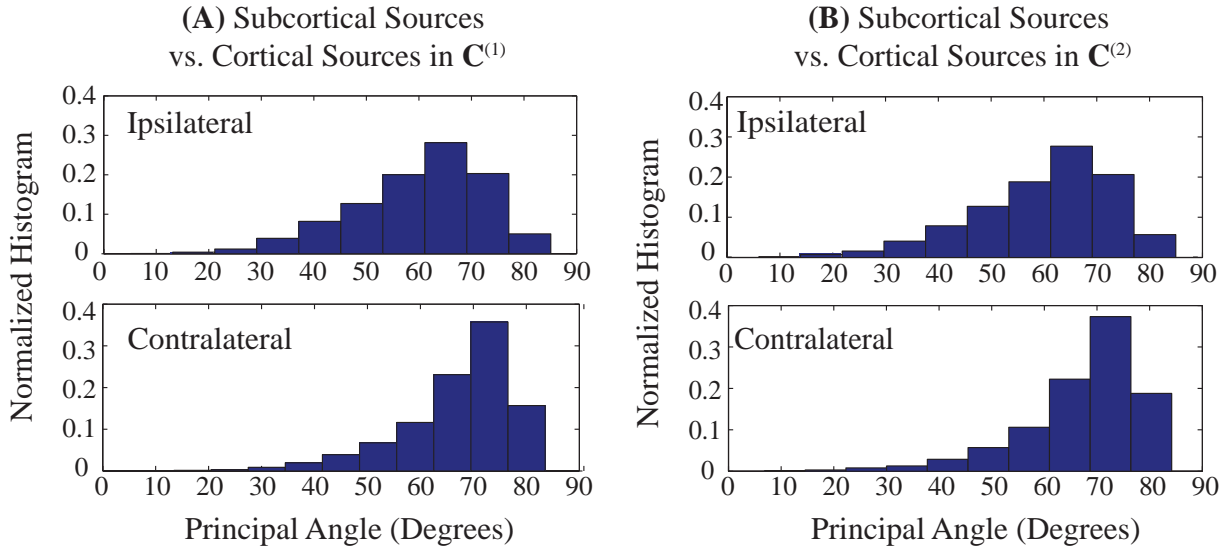 (A) Subcortical Sources
vs. Cortical Sources in C(1)
(B) Subcortical Sources
vs. Cortical Sources in C(2)
Normalized Histogram
0.4
0.3
0.2
0.1
0
Ipsilateral
0 10 20 30 40 50 60 70 80 90
0.4
0.3
0.2
0.1
0
Contralateral
0 10 20 30 40 50 60 70 80 90
Principal Angle (Degrees)
Normalized Histogram
0.4
0.3
0.2
0.1
0
Ipsilateral
0 10 20 30 40 50 60 70 80 90
0.4
0.3
0.2
0.1
0
Contralateral
0 10 20 30 40 50 60 70 80 90
Principal Angle (Degrees)